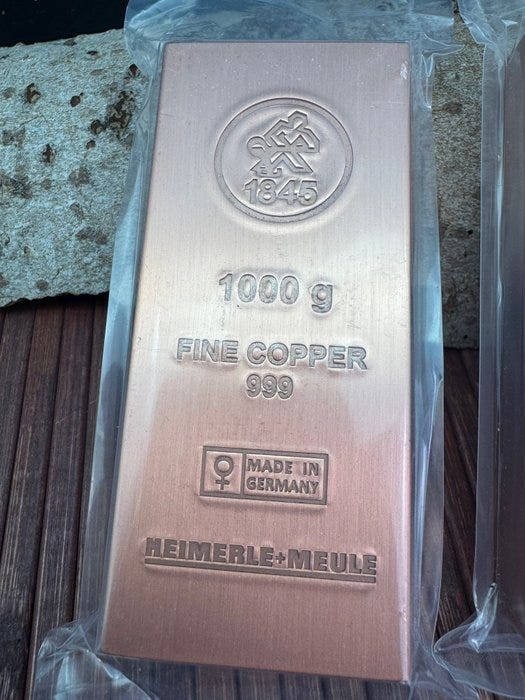 1845
1000 g
FINE COPPER
999
♀ MADE IN
GERMANY
HEIMERLE+MEULE